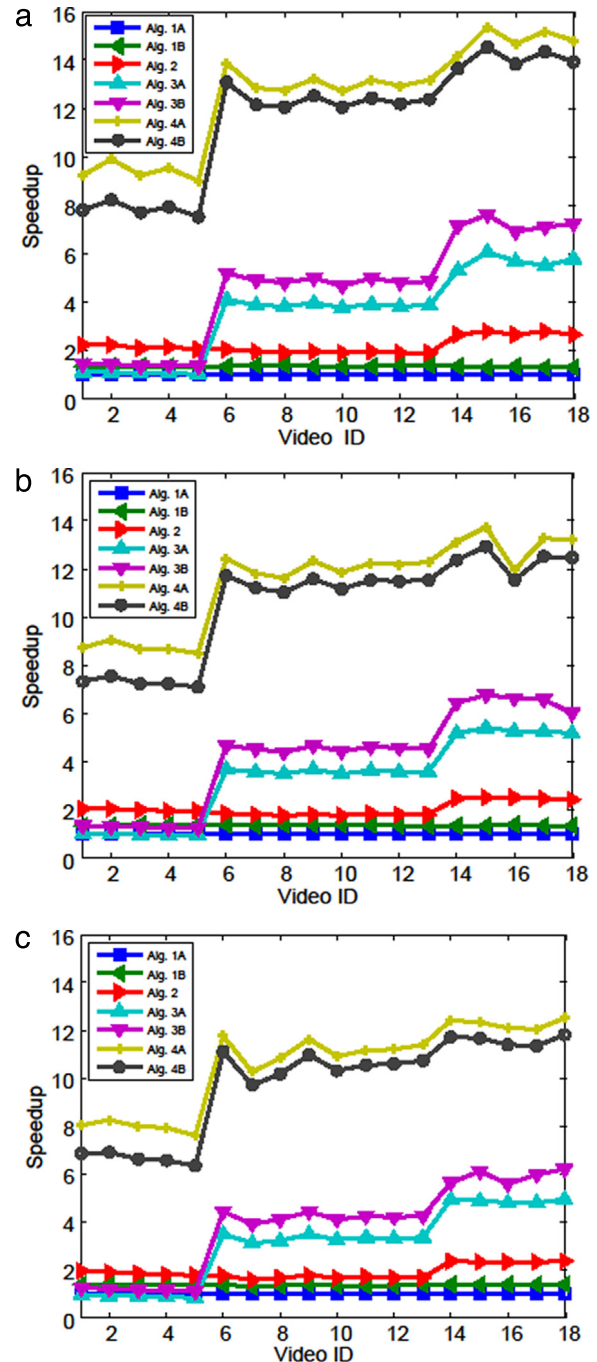 a
16
14
12
10
8
6
4
2
0
Speedup
Alg. 1A
Alg. 1B
Alg. 2
Alg. 3A
Alg. 3B
Alg. 4A
Alg. 4B
2 4 6 8 10 12 14 16 18
Video ID
b
16
14
12
10
8
6
4
2
0
Speedup
Alg. 1A
Alg. 1B
Alg. 2
Alg. 3A
Alg. 3B
Alg. 4A
Alg. 4B
2 4 6 8 10 12 14 16 18
Video ID
c
16
14
12
10
8
6
4
2
0
Speedup
Alg. 1A
Alg. 1B
Alg. 2
Alg. 3A
Alg. 3B
Alg. 4A
Alg. 4B
2 4 6 8 10 12 14 16 18
Video ID